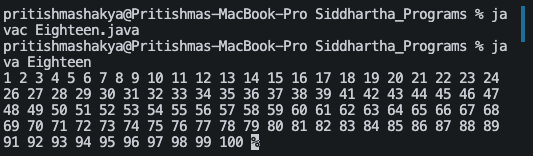 pritishmashakya@Pritishmas-MacBook-Pro Siddhartha_Programs % ja
vac Eighteen.java
pritishmashakya@Pritishmas-MacBook-Pro Siddhartha_Programs % ja
va Eighteen
1 2 3 4 5 6 7 8 9 10 11 12 13 14 15 16 17 18 19 20 21 22 23 24
26 27 28 29 30 31 32 33 34 35 36 37 38 39 41 42 43 44 45 46 47
48 49 50 51 52 53 54 55 56 57 58 59 60 61 62 63 64 65 66 67 68
69 70 71 72 73 74 75 76 77 78 79 80 81 82 83 84 85 86 87 88 89
91 92 93 94 95 96 97 98 99 100 %